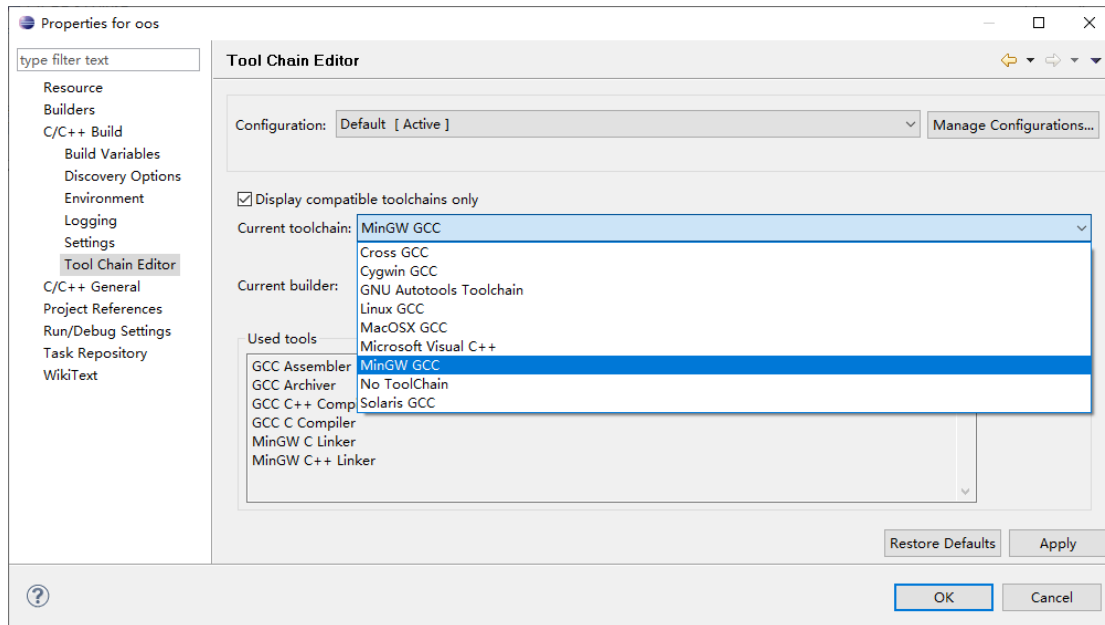 Properties for oos
type filter text
Resource
Builders
C/C++ Build
Build Variables
Discovery Options
Environment
Logging
Settings
Tool Chain Editor
C/C++ General
Project References
Run/Debug Settings
Task Repository
WikiText
Tool Chain Editor
Configuration: Default [ Active ]
Manage Configurations...
Display compatible toolchains only
Current toolchain: MinGW GCC
Cross GCC
Cygwin GCC
GNU Autotools Toolchain
Linux GCC
MacOSX GCC
Microsoft Visual C++
MinGW GCC
No ToolChain
Solaris GCC
Current builder:
Used tools
GCC Assembler
GCC Archiver
GCC C++ Comp
GCC C Compiler
MinGW C Linker
MinGW C++ Linker
Restore Defaults
Apply
OK
Cancel